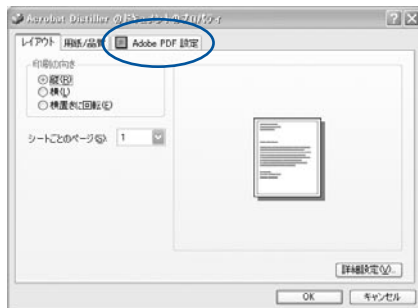 Acrobat Distiller のドキュメントのプロパティ
レイアウト 用紙/品質 Adobe PDF 設定
印刷の向き
縦(R)
横(L)
横置きに回転(E)
シートごとのページ(S): 1
詳細設定(V)...
OK キャンセル